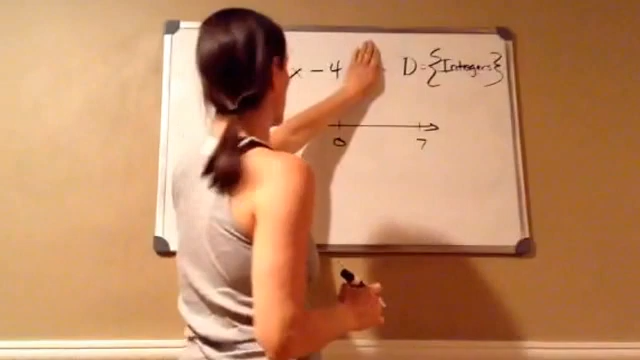 x - 4 D = {Integers}
0 7